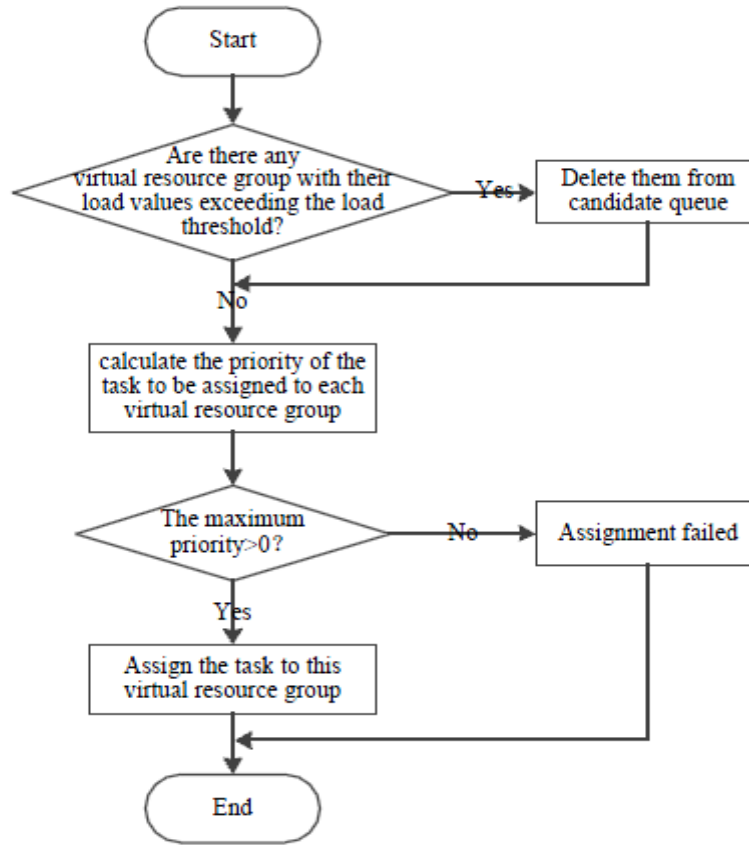 Start
Are there any
virtual resource group with their
load values exceeding the load
threshold?
Yes
Delete them from
candidate queue
No
calculate the priority of the
task to be assigned to each
virtual resource group
The maximum
priority>0?
No
Assignment failed
Yes
Assign the task to this
virtual resource group
End